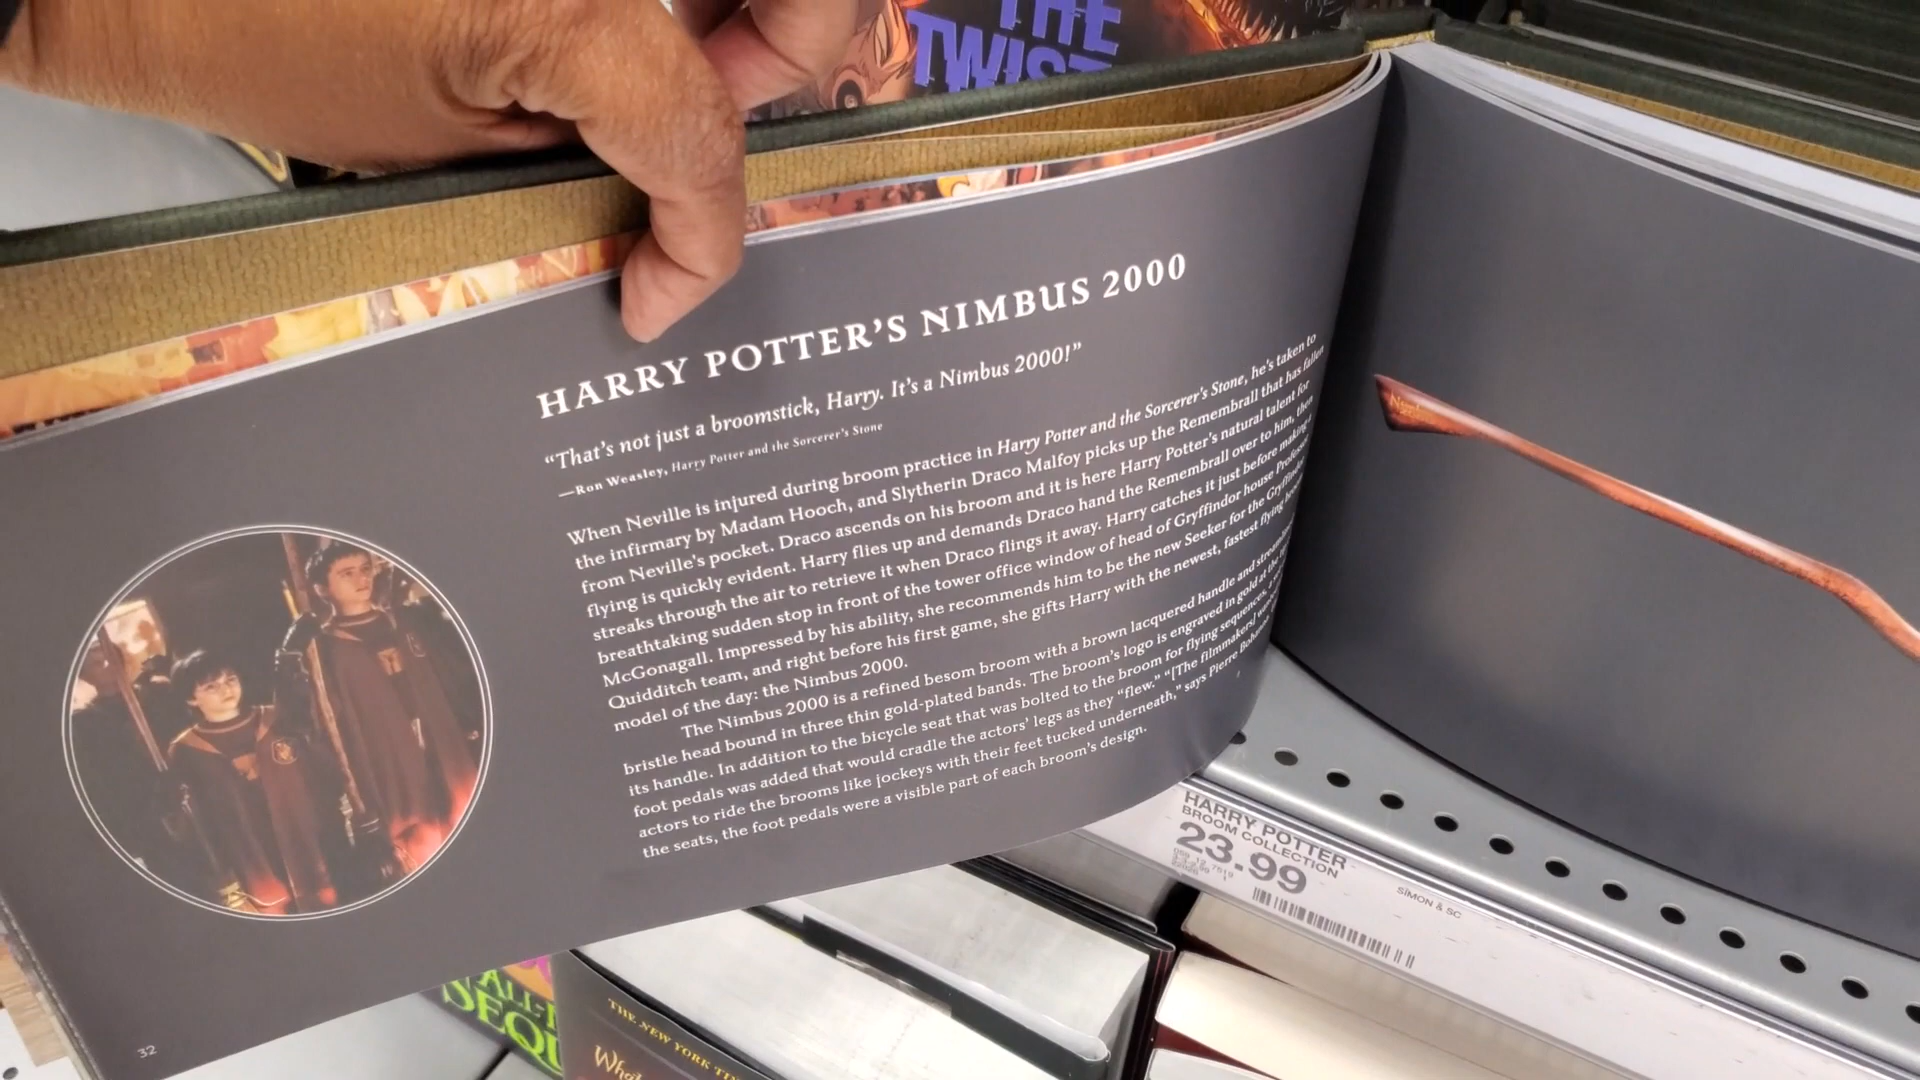 THE
TWIST
HARRY POTTER'S NIMBUS 2000
“That's not just a broomstick, Harry. It's a Nimbus 2000!”
—Ron Weasley, Harry Potter and the Sorcerer's Stone
When Neville is injured during broom practice in Harry Potter and the Sorcerer's Stone, he's taken to
the infirmary by Madam Hooch, and Slytherin Draco Malfoy picks up the Remembrall that has fallen
from Neville's pocket. Draco ascends on his broom and it is here Harry Potter's natural talent for
flying is quickly evident. Harry flies up and demands Draco hand the Remembrall over to him, then
streaks through the air to retrieve it when Draco flings it away. Harry catches it just before making a
breathtaking sudden stop in front of the tower office window of head of Gryffindor house Profess
McGonagall. Impressed by his ability, she recommends him to be the new Seeker for the Gryffindor
Quidditch team, and right before his first game, she gifts Harry with the newest, fastest flying broom
model of the day: the Nimbus 2000.
The Nimbus 2000 is a refined besom broom with a brown lacquered handle and
bristle head bound in three thin gold-plated bands. The broom's logo is engraved in gold at the
its handle. In addition to the bicycle seat that was bolted to the broom for flying sequences, a
foot pedals was added that would cradle the actors' legs as they “flew.” “[The filmmakers]
actors to ride the brooms like jockeys with their feet tucked underneath,” says Pierre
the seats, the foot pedals were a visible part of each broom's design.
32
HARRY POTTER
BROOM COLLECTION
23.99
SIMON & SC
SEQU
THE NEW YORK TIM
What